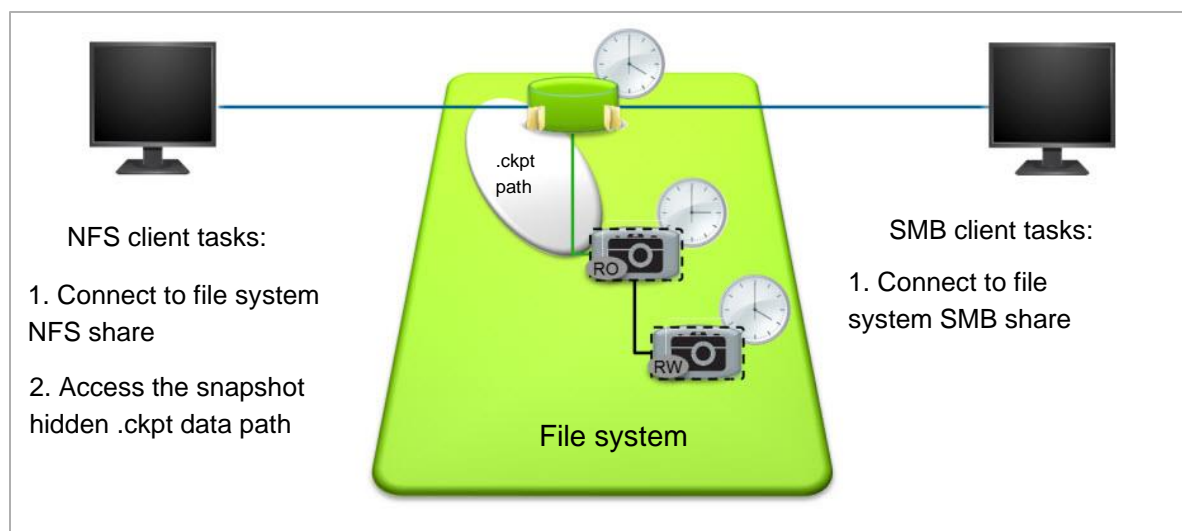 .ckpt
path
RO
RW
File system
NFS client tasks:
1. Connect to file system
NFS share
2. Access the snapshot
hidden .ckpt data path
SMB client tasks:
1. Connect to file
system SMB share